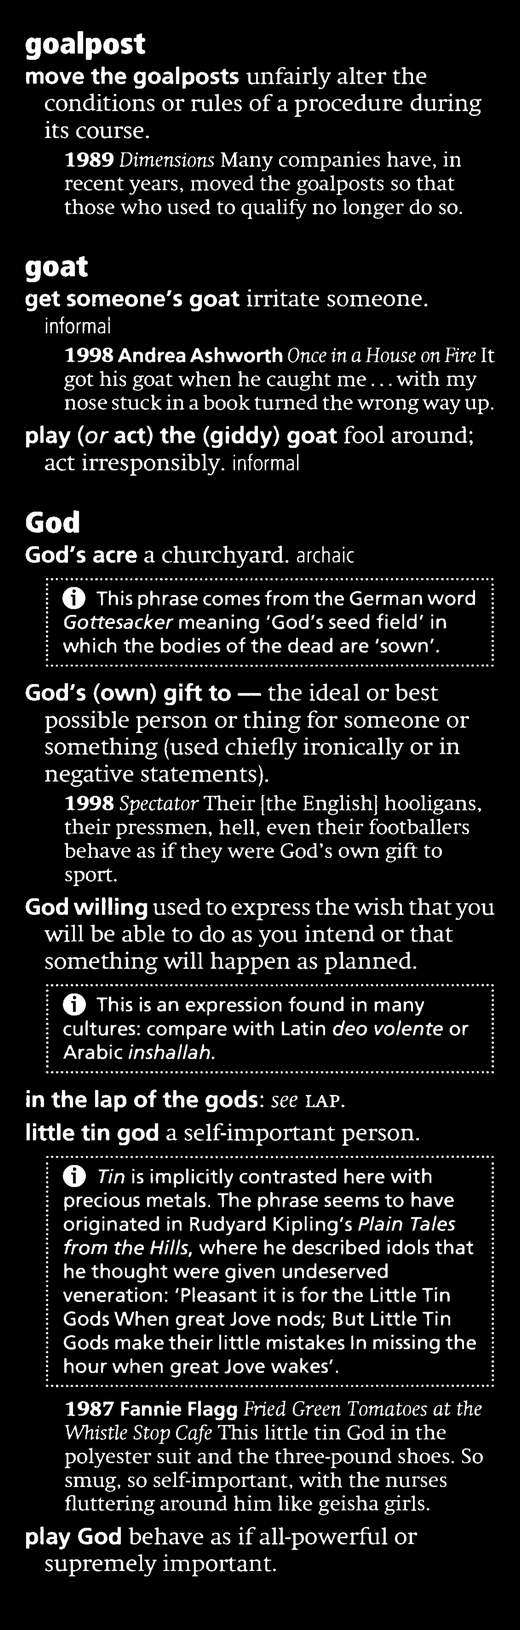 goalpost
move the goalposts unfairly alter the
conditions or rules of a procedure during
its course.
1989 Dimensions Many companies have, in
recent years, moved the goalposts so that
those who used to qualify no longer do so.
goat
get someone's goat irritate someone.
informal
1998 Andrea Ashworth Once in a House on Fire It
got his goat when he caught me...with my
nose stuck in a book turned the wrong way up.
play (or act) the (giddy) goat fool around;
act irresponsibly. informal
God
God's acre a churchyard. archaic
i This phrase comes from the German word
Gottesacker meaning ‘God's seed field’ in
which the bodies of the dead are ‘sown’.
God's (own) gift to — the ideal or best
possible person or thing for someone or
something (used chiefly ironically or in
negative statements).
1998 Spectator Their [the English] hooligans,
their pressmen, hell, even their footballers
behave as if they were God's own gift to
sport.
God willing used to express the wish that you
will be able to do as you intend or that
something will happen as planned.
i This is an expression found in many
cultures: compare with Latin deo volente or
Arabic inshallah.
in the lap of the gods: see LAP.
little tin god a self-important person.
i Tin is implicitly contrasted here with
precious metals. The phrase seems to have
originated in Rudyard Kipling's Plain Tales
from the Hills, where he described idols that
he thought were given undeserved
veneration: ‘Pleasant it is for the Little Tin
Gods When great Jove nods; But Little Tin
Gods make their little mistakes In missing the
hour when great Jove wakes’.
1987 Fannie Flagg Fried Green Tomatoes at the
Whistle Stop Cafe This little tin God in the
polyester suit and the three-pound shoes. So
smug, so self-important, with the nurses
fluttering around him like geisha girls.
play God behave as if all-powerful or
supremely important.